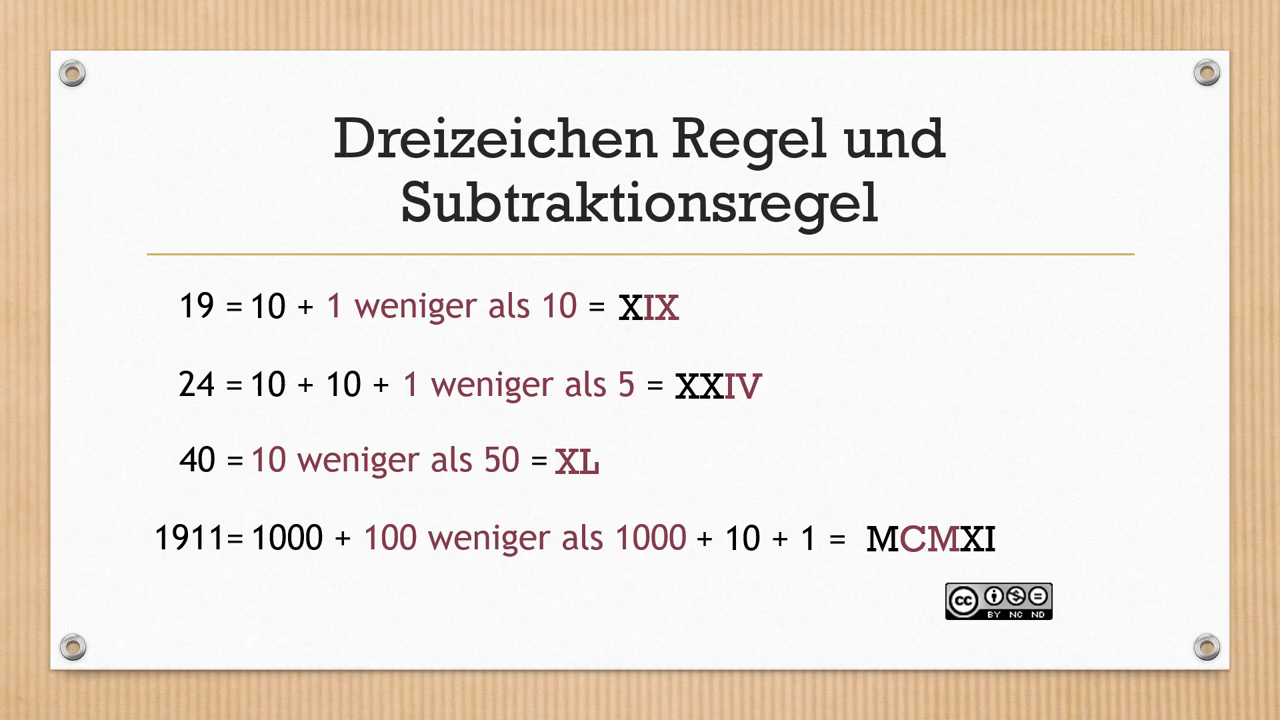 Dreizeichen Regel und
Subtraktionsregel
19 = 10 + 1 weniger als 10 = XIX
24 = 10 + 10 + 1 weniger als 5 = XXIV
40 = 10 weniger als 50 = XL
1911= 1000 + 100 weniger als 1000 + 10 + 1 = MCMXI
cc BY NC ND